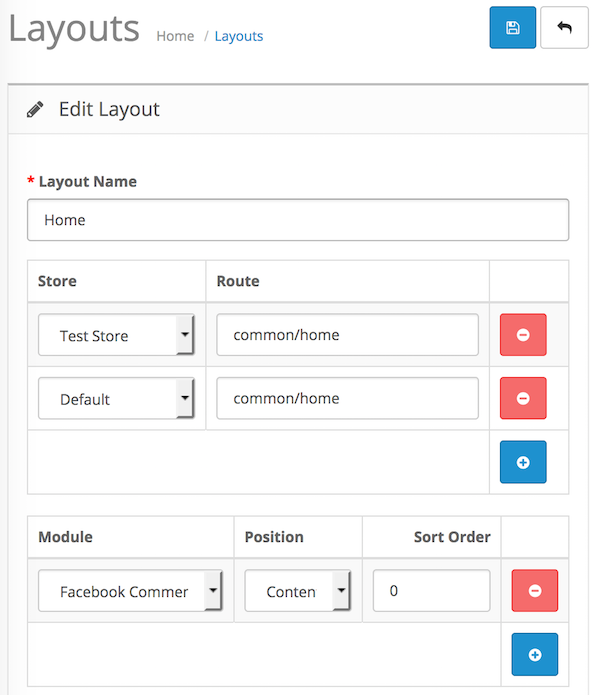 Layouts Home / Layouts
Edit Layout
* Layout Name
Home
Store Route
Test Store common/home
Default common/home
Module Position Sort Order
Facebook Commer Conten 0